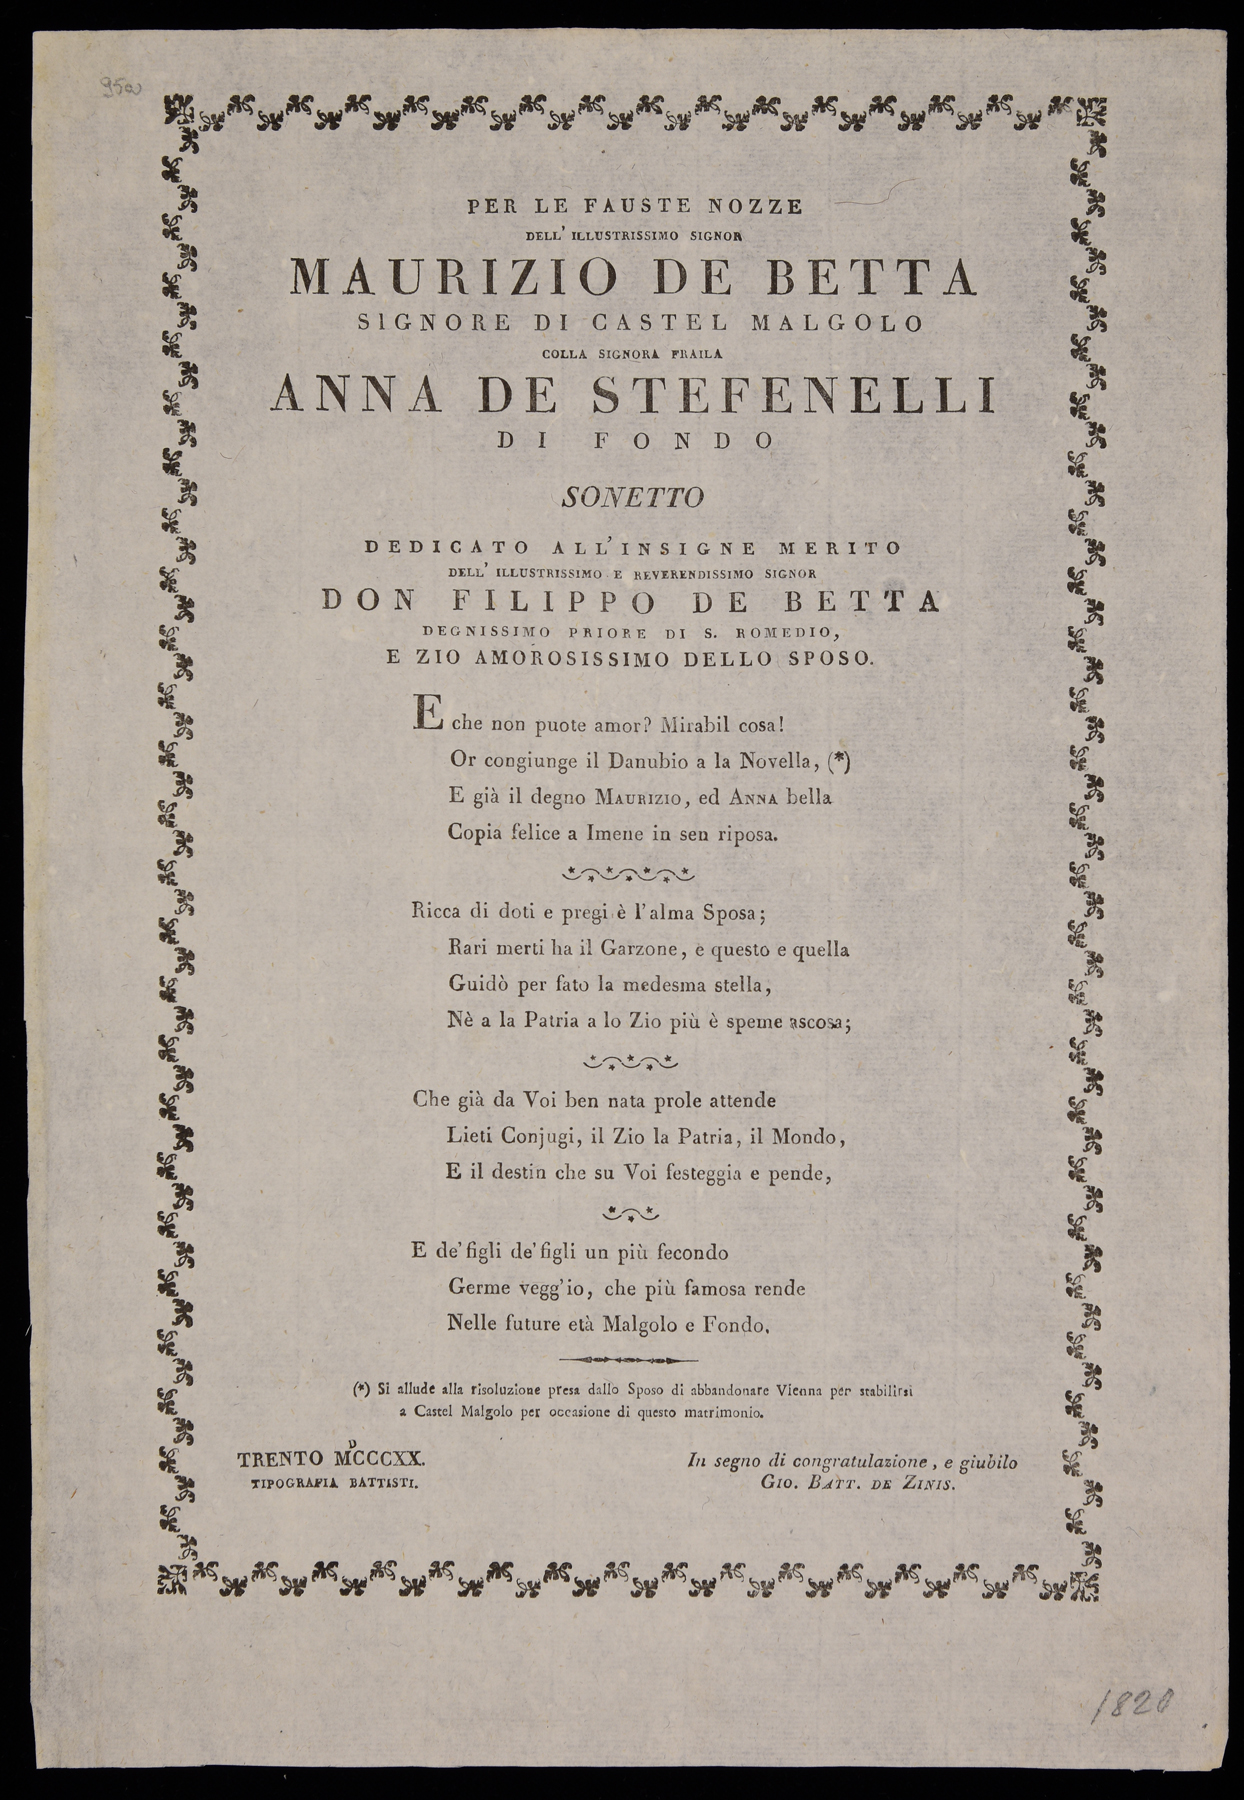 950
PER LE FAUSTE NOZZE
DELL' ILLUSTRISSIMO SIGNOR
MAURIZIO DE BETTA
SIGNORE DI CASTEL MALGOLO
COLLA SIGNORA FRAILA
ANNA DE STEFENELLI
DI FONDO
SONETTO
DEDICATO ALL'INSIGNE MERITO
DELL' ILLUSTRISSIMO E REVERENDISSIMO SIGNOR
DON FILIPPO DE BETTA
DEGNISSIMO PRIORE DI S. ROMEDIO,
E ZIO AMOROSISSIMO DELLO SPOSO.
E che non puote amor? Mirabil cosa!
Or congiunge il Danubio a la Novella, (*)
E già il degno MAURIZIO, ed ANNA bella
Copia felice a Imene in sen riposa.
Ricca di doti e pregi è l'alma Sposa;
Rari merti ha il Garzone, e questo e quella
Guidò per fato la medesma stella,
Nè a la Patria a lo Zio più è speme ascosa;
Che già da Voi ben nata prole attende
Lieti Conjugi, il Zio la Patria, il Mondo,
E il destin che su Voi festeggia e pende,
E de' figli de' figli un più fecondo
Germe vegg'io, che più famosa rende
Nelle future età Malgolo e Fondo.
(*) Si allude alla risoluzione presa dallo Sposo di abbandonare Vienna per stabilirsi
a Castel Malgolo per occasione di questo matrimonio.
TRENTO MDCCCXX.
TIPOGRAFIA BATTISTI.
In segno di congratulazione, e giubilo
GIO. BATT. DE ZINIS.
1820